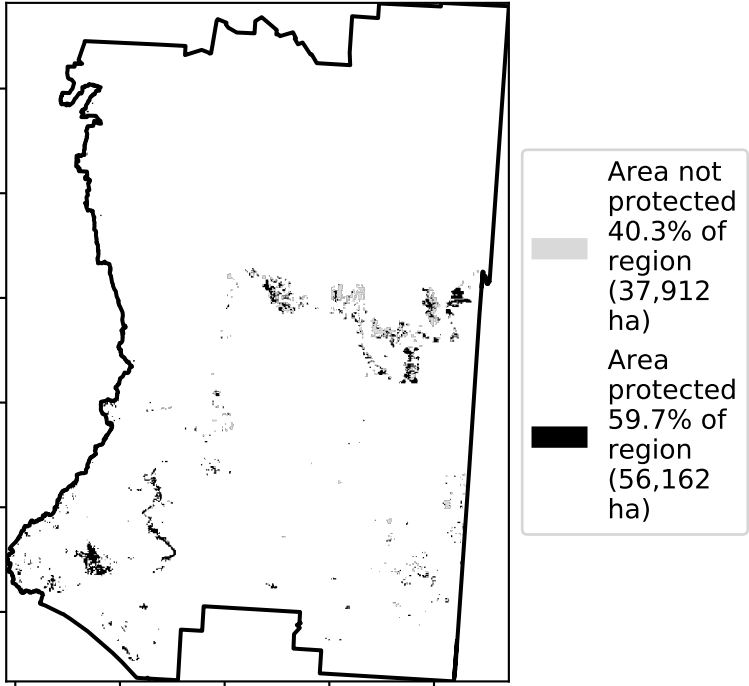 Area not
protected
40.3% of
region
(37,912
ha)
Area
protected
59.7% of
region
(56,162
ha)